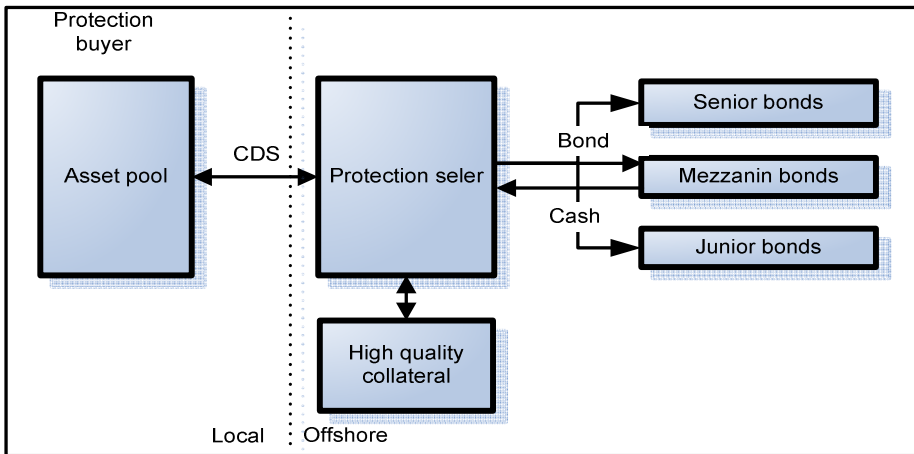 Protection
buyer
Asset pool
CDS
Protection seler
High quality
collateral
Bond
Cash
Senior bonds
Mezzanin bonds
Junior bonds
Local
Offshore